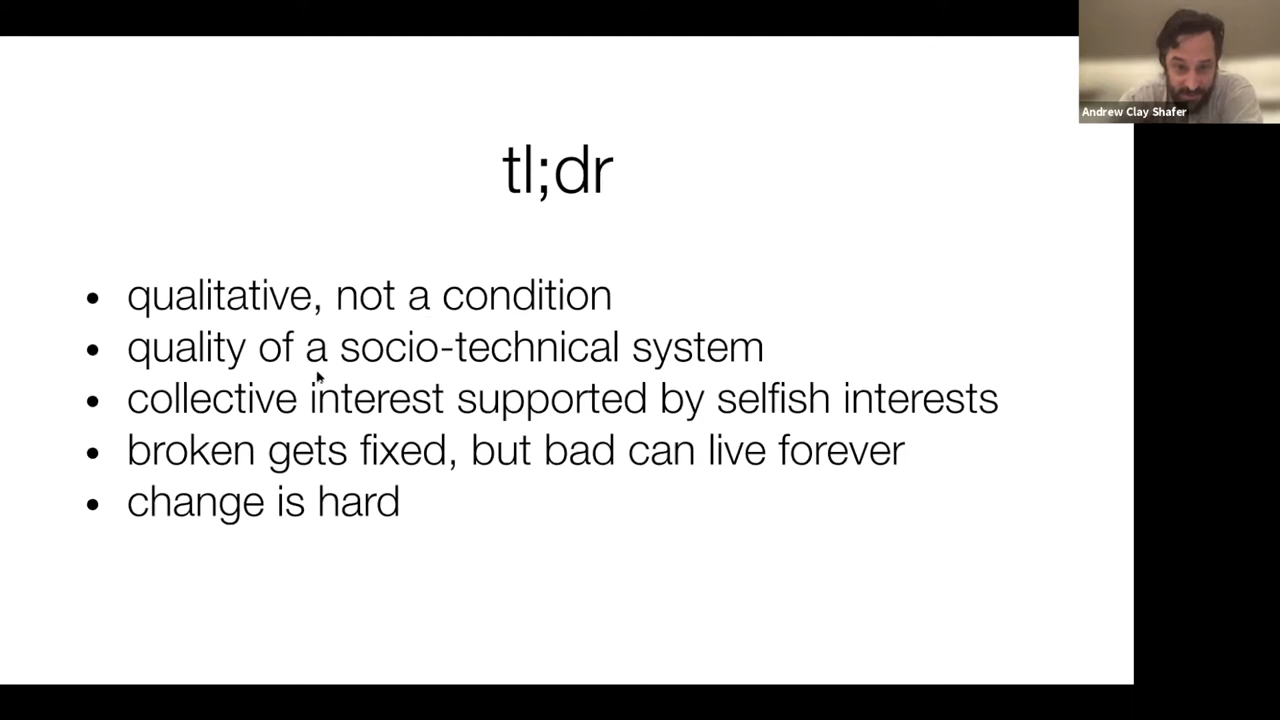 Andrew Clay Shafer
tl;dr
• qualitative, not a condition
• quality of a socio-technical system
• collective interest supported by selfish interests
• broken gets fixed, but bad can live forever
• change is hard